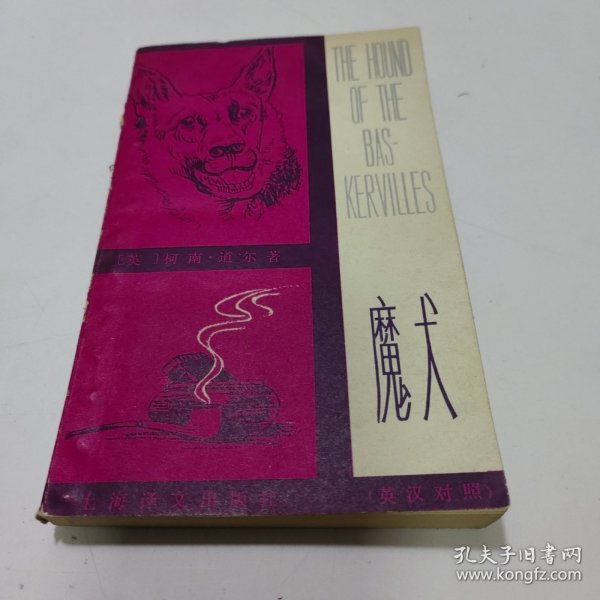 THE HOUND
OF THE
BAS-
KERVILLES
[英]柯南·道尔著
魔犬
上海译文出版社
(英汉对照)
孔夫子旧书网
www.kongfz.com